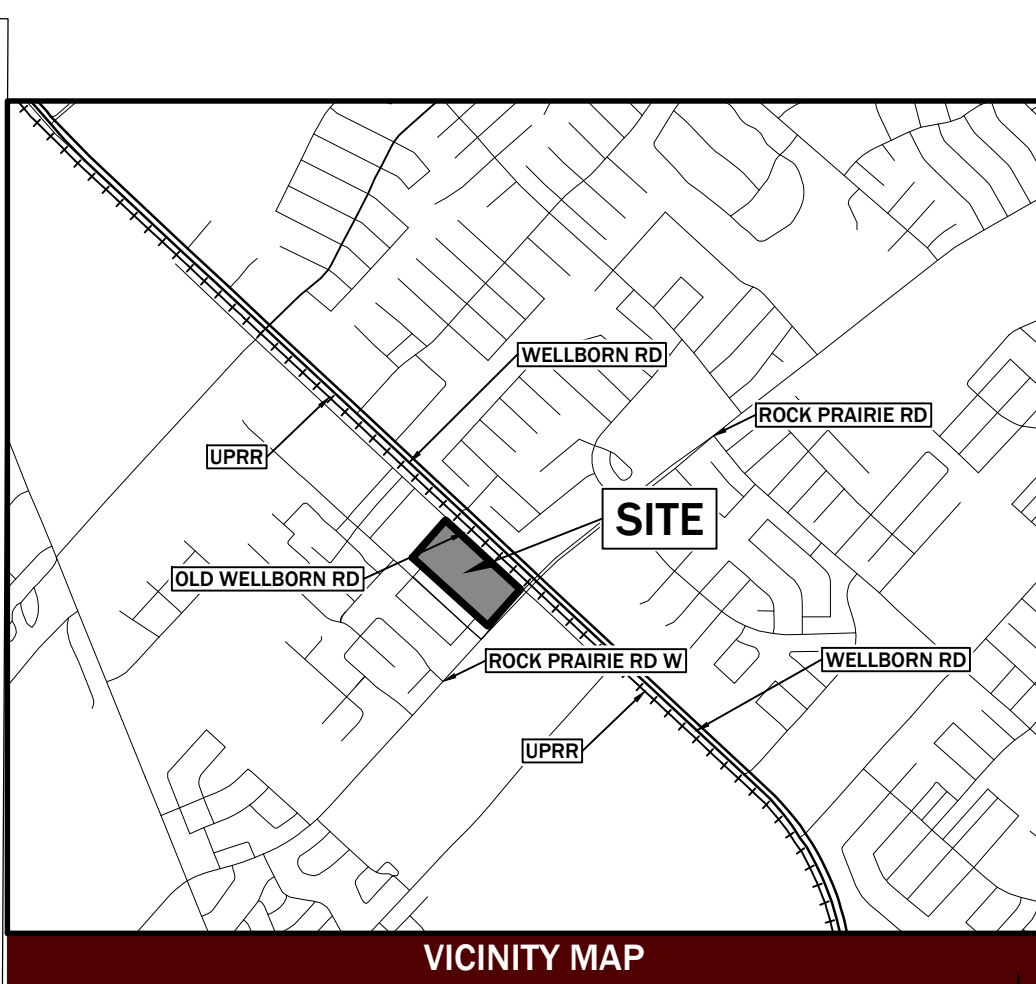 WELLBORN RD
ROCK PRAIRIE RD
UPRR
SITE
OLD WELLBORN RD
ROCK PRAIRIE RD W
WELLBORN RD
UPRR
VICINITY MAP